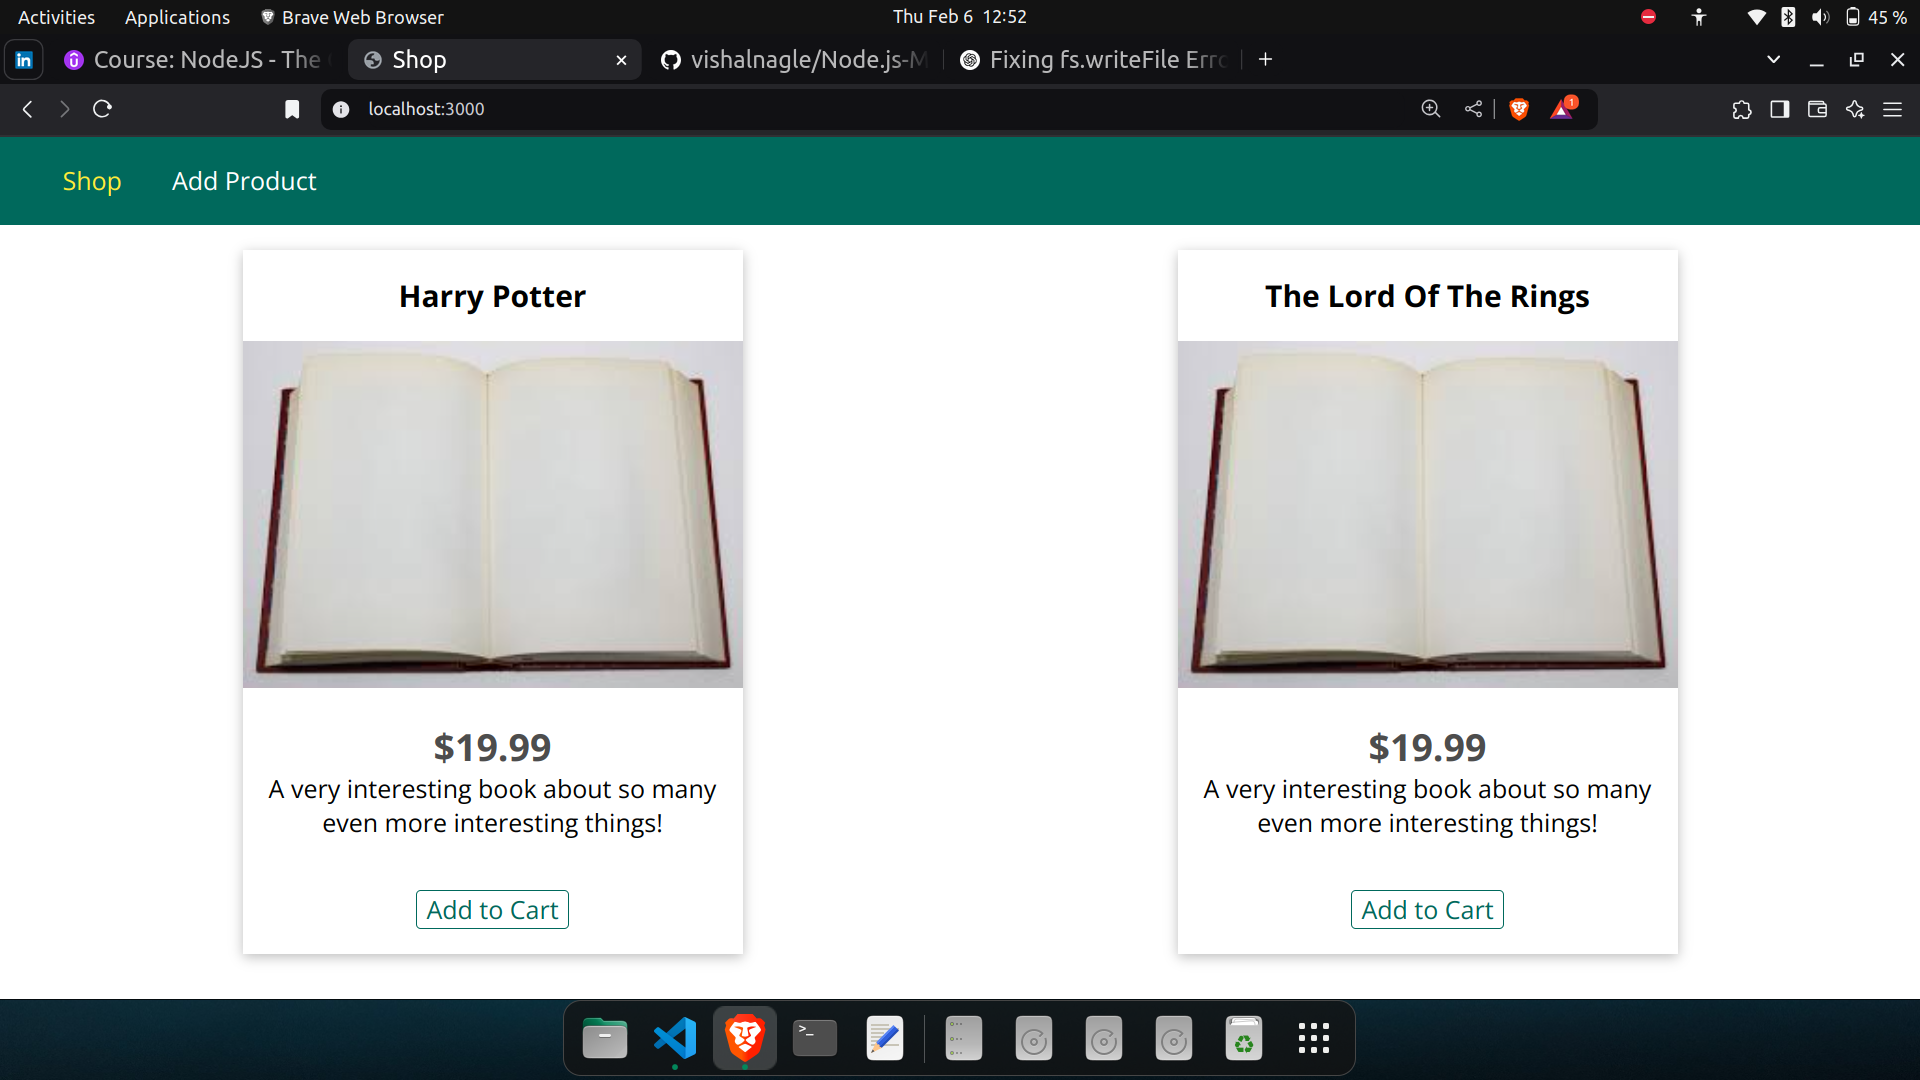 Activities Applications Brave Web Browser Thu Feb 6 12:52 45 %
in Course: NodeJS - The Shop vishalnagle/Node.js-M Fixing fs.writeFile Erro
localhost:3000 1
Shop Add Product
Harry Potter
The Lord Of The Rings
$19.99
A very interesting book about so many
even more interesting things!
Add to Cart
$19.99
A very interesting book about so many
even more interesting things!
Add to Cart